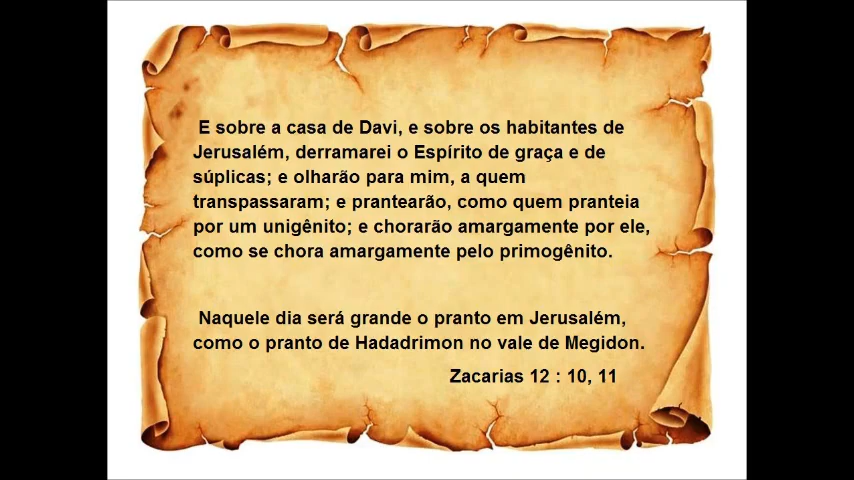 E sobre a casa de Davi, e sobre os habitantes de
Jerusalém, derramarei o Espírito de graça e de
súplicas; e olharão para mim, a quem
transpassaram; e prantearão, como quem pranteia
por um unigênito; e chorarão amargamente por ele,
como se chora amargamente pelo primogênito.
Naquele dia será grande o pranto em Jerusalém,
como o pranto de Hadadrimon no vale de Megidon.
Zacarias 12 : 10, 11